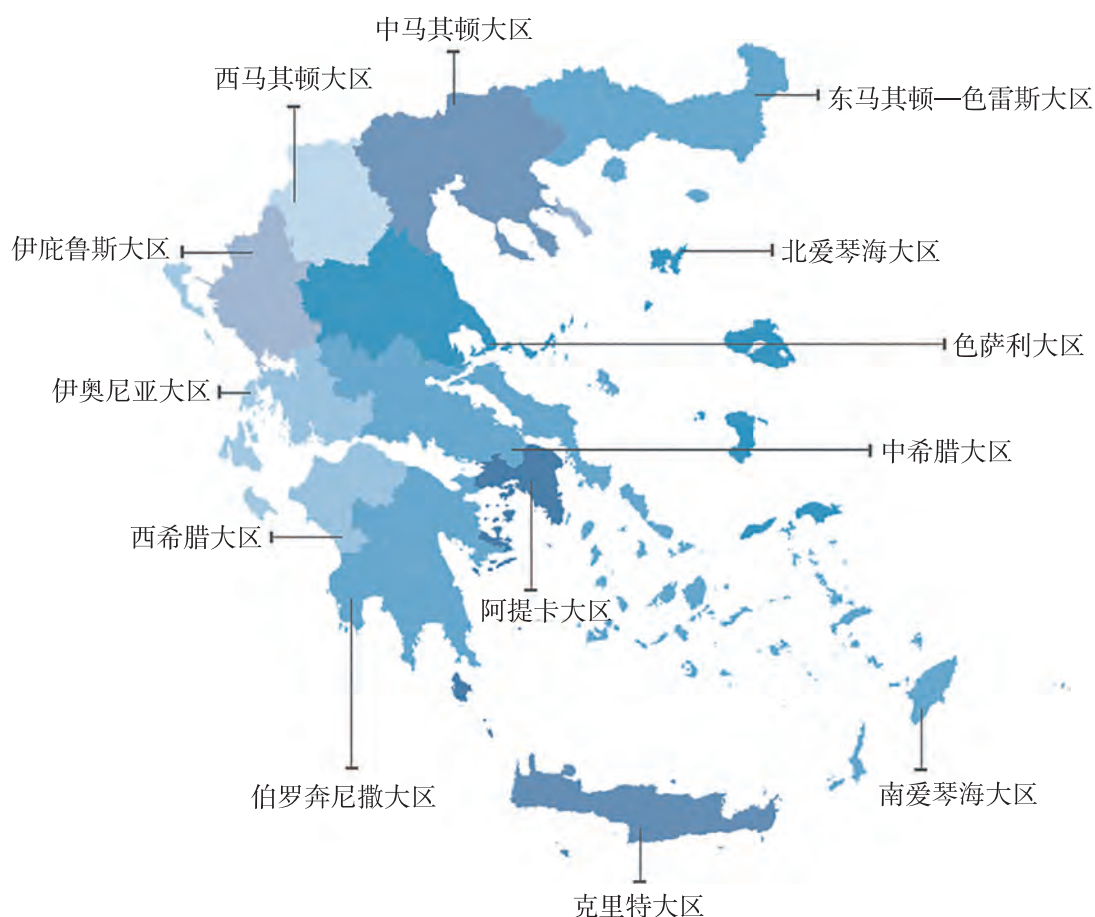 中马其顿大区
西马其顿大区
东马其顿—色雷斯大区
伊庇鲁斯大区
北爱琴海大区
色萨利大区
伊奥尼亚大区
中希腊大区
西希腊大区
阿提卡大区
伯罗奔尼撒大区
南爱琴海大区
克里特大区